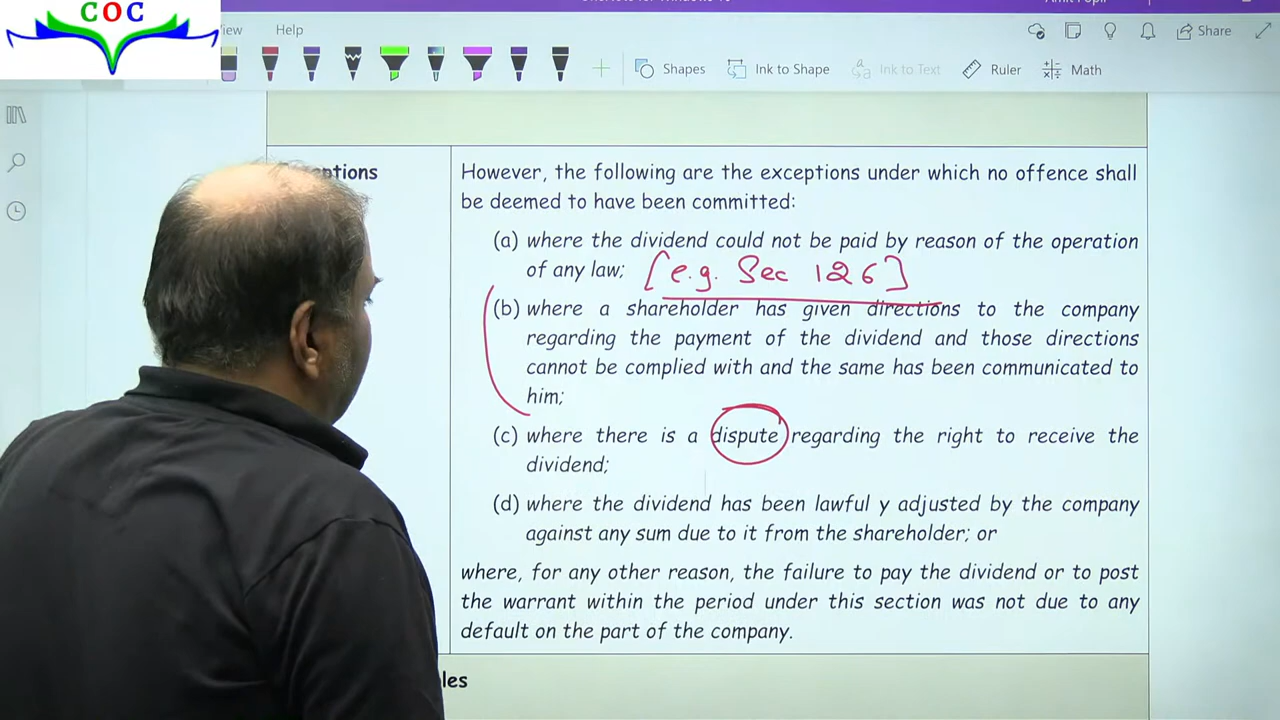 COC
View Help
Share
Shapes Ink to Shape Ink to Text Ruler Math
However, the following are the exceptions under which no offence shall
be deemed to have been committed:
(a) where the dividend could not be paid by reason of the operation
of any law; [e.g. Sec 126]
(b) where a shareholder has given directions to the company
regarding the payment of the dividend and those directions
cannot be complied with and the same has been communicated to
him;
(c) where there is a dispute regarding the right to receive the
dividend;
(d) where the dividend has been lawful y adjusted by the company
against any sum due to it from the shareholder; or
where, for any other reason, the failure to pay the dividend or to post
the warrant within the period under this section was not due to any
default on the part of the company.